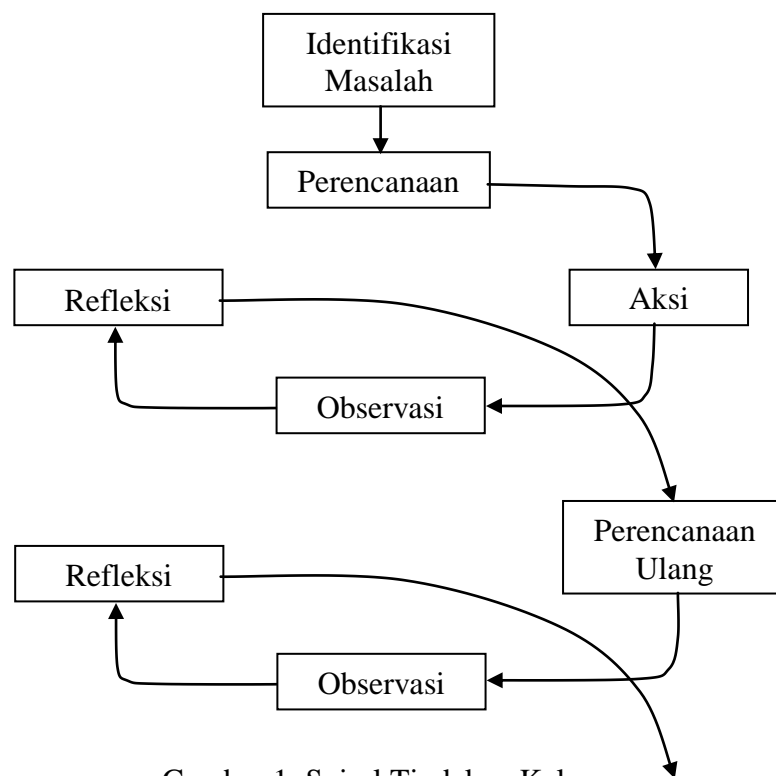 Identifikasi
Masalah
Perencanaan
Refleksi
Aksi
Observasi
Perencanaan
Ulang
Refleksi
Observasi